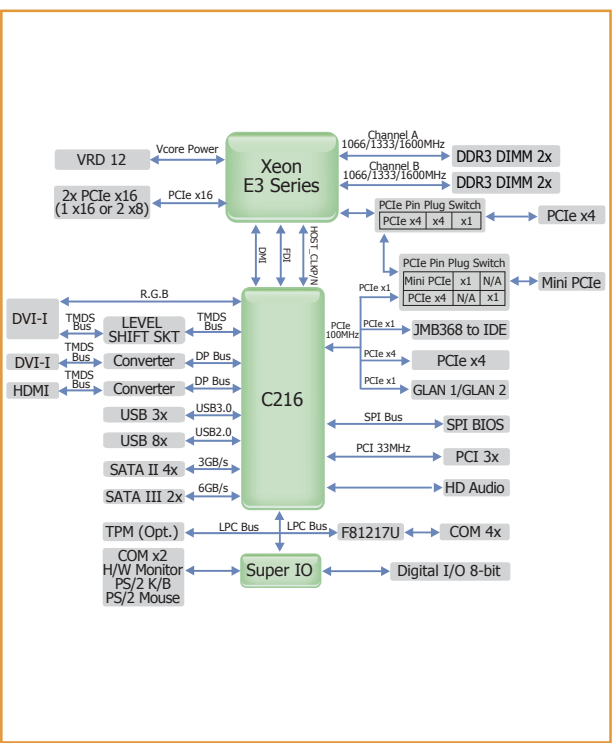 Channel A
1066/1333/1600MHz
DDR3 DIMM 2x
Channel B
1066/1333/1600MHz
DDR3 DIMM 2x
VRD 12
Vcore Power
Xeon
E3 Series
2x PCIe x16
(1 x16 or 2 x8)
PCIe x16
PCIe Pin Plug Switch
PCIe x4 x4 x1
PCIe x4
DMI
FDI
HOST_CLKP/N
PCIe Pin Plug Switch
Mini PCIe x1 N/A
PCIe x4 N/A x1
Mini PCIe
PCIe x1
R.G.B
DVI-I
TMDS
Bus
LEVEL
SHIFT SKT
TMDS
Bus
PCIe
100MHz
PCIe x1
JMB368 to IDE
DVI-I
TMDS
Bus
Converter
DP Bus
PCIe x4
PCIe x4
HDMI
TMDS
Bus
Converter
DP Bus
PCIe x1
GLAN 1/GLAN 2
C216
USB 3x
USB3.0
SPI Bus
SPI BIOS
USB 8x
USB2.0
PCI 33MHz
PCI 3x
SATA II 4x
3GB/s
HD Audio
SATA III 2x
6GB/s
TPM (Opt.)
LPC Bus
LPC Bus
F81217U
COM 4x
COM x2
H/W Monitor
PS/2 K/B
PS/2 Mouse
Super IO
Digital I/O 8-bit